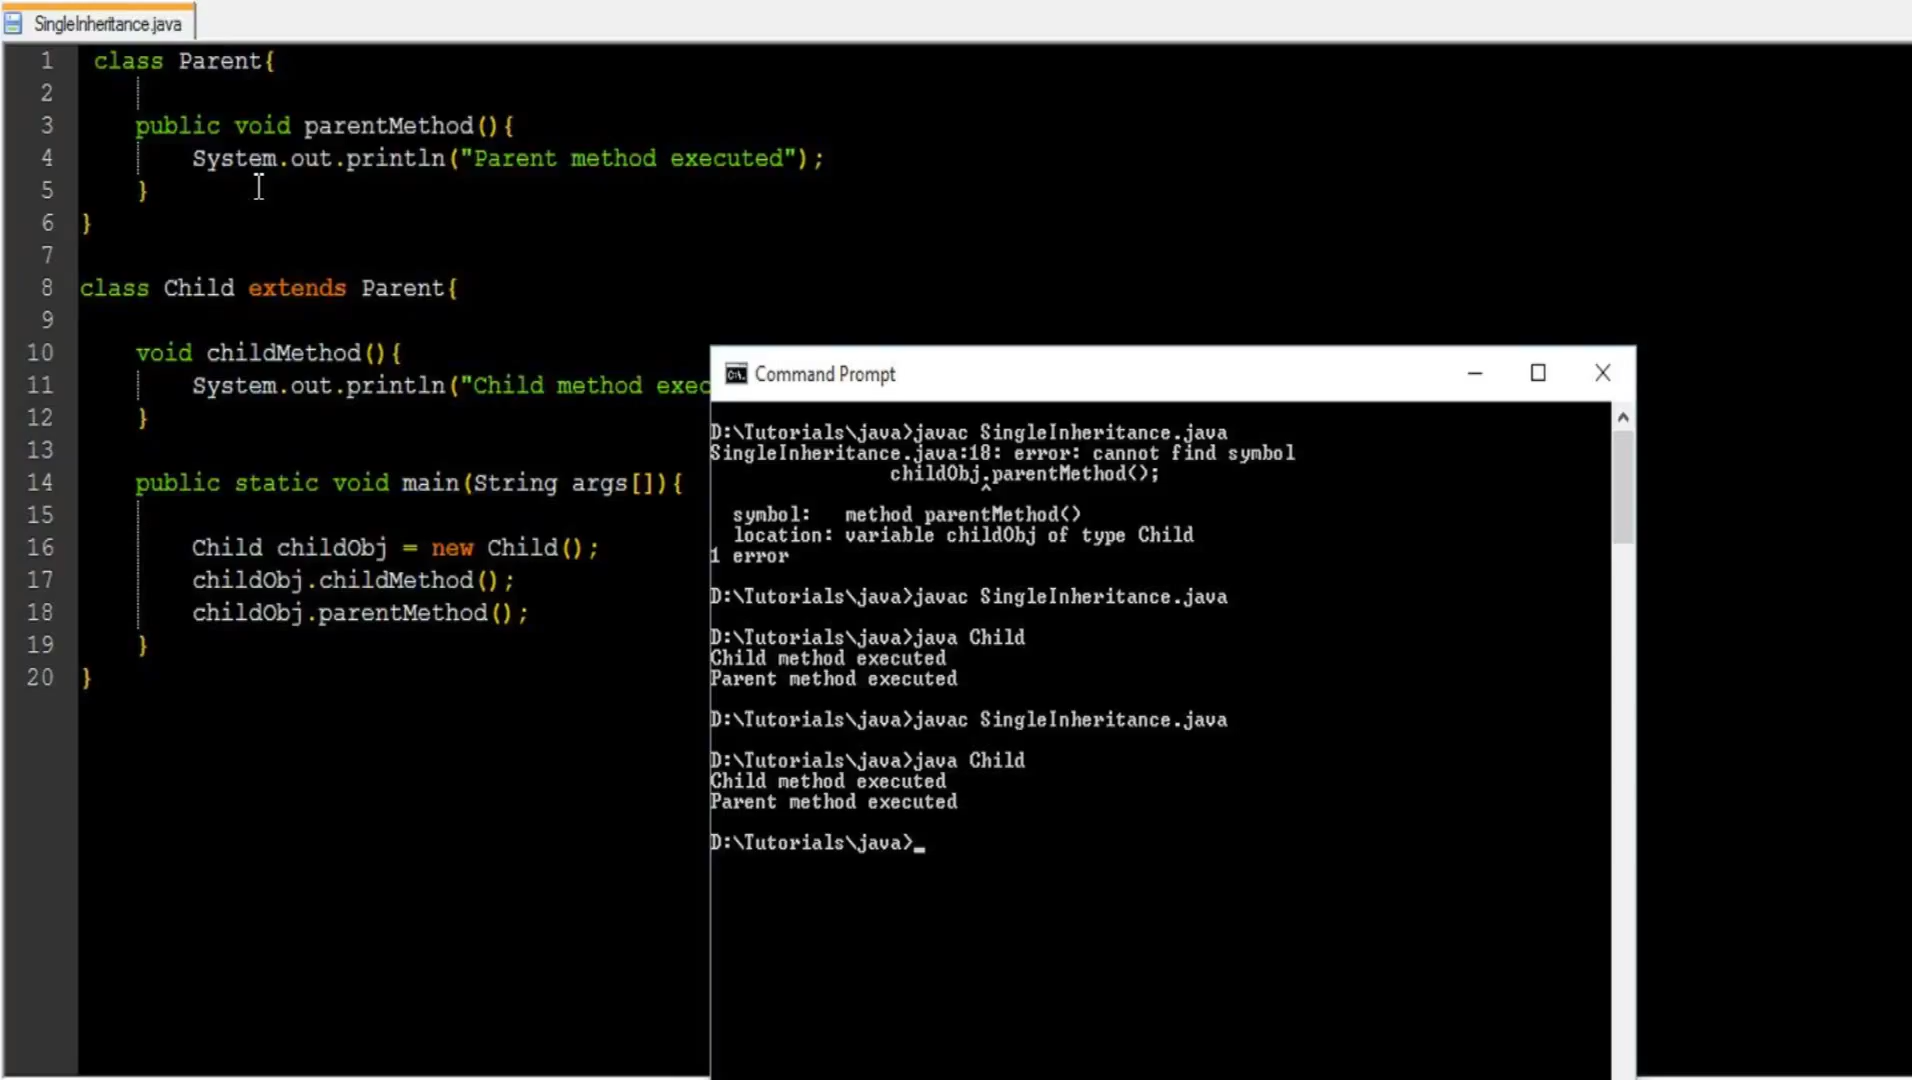 SingleInheritance.java
1 class Parent{
2
3 public void parentMethod(){
4 System.out.println("Parent method executed");
5 }
6 }
7
8 class Child extends Parent{
9
10 void childMethod(){
11 System.out.println("Child method exec
12 }
13
14 public static void main(String args[]){
15
16 Child childObj = new Child();
17 childObj.childMethod();
18 childObj.parentMethod();
19 }
20 }
Command Prompt
D:\Tutorials\java>javac SingleInheritance.java
SingleInheritance.java:18: error: cannot find symbol
childObj.parentMethod();
^
symbol: method parentMethod()
location: variable childObj of type Child
1 error
D:\Tutorials\java>javac SingleInheritance.java
D:\Tutorials\java>java Child
Child method executed
Parent method executed
D:\Tutorials\java>javac SingleInheritance.java
D:\Tutorials\java>java Child
Child method executed
Parent method executed
D:\Tutorials\java>_